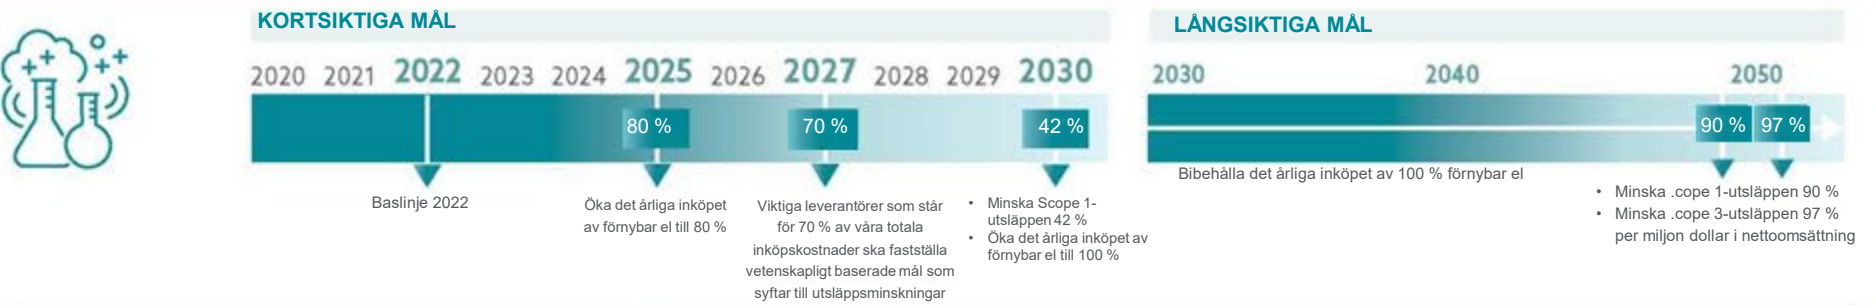 KORTSIKTIGA MÅL
2020 2021 2022 2023 2024 2025 2026 2027 2028 2029 2030
80 %
70 %
42 %
Baslinje 2022
Öka det årliga inköpet
av förnybar el till 80 %
Viktiga leverantörer som står
för 70 % av våra totala
inköpskostnader ska fastställa
vetenskapligt baserade mål som
syftar till utsläppsminskningar
• Minska Scope 1-
utsläppen 42 %
• Öka det årliga inköpet av
förnybar el till 100 %
LÅNGSIKTIGA MÅL
2030 2040 2050
90 % 97 %
Bibehålla det årliga inköpet av 100 % förnybar el
• Minska .cope 1-utsläppen 90 %
• Minska .cope 3-utsläppen 97 %
per miljon dollar i nettoomsättning